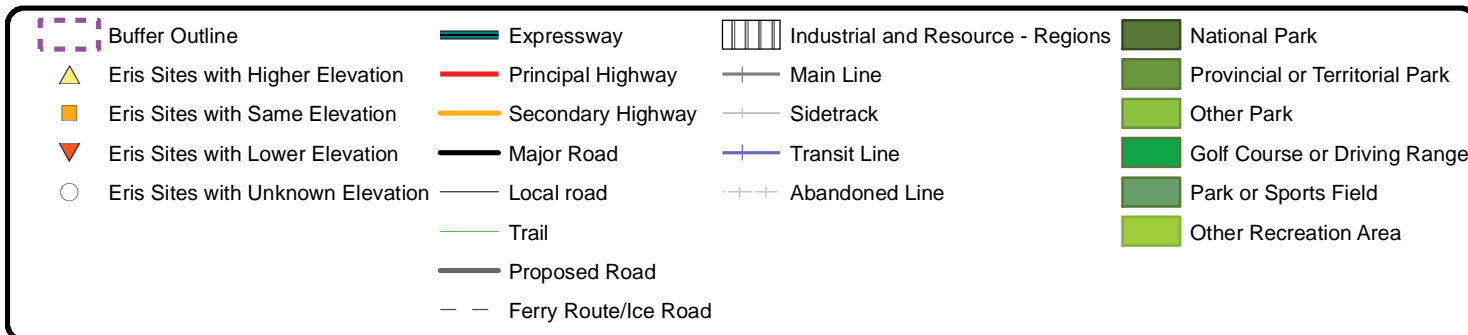 Buffer Outline
Eris Sites with Higher Elevation
Eris Sites with Same Elevation
Eris Sites with Lower Elevation
Eris Sites with Unknown Elevation
Expressway
Principal Highway
Secondary Highway
Major Road
Local road
Trail
Proposed Road
Ferry Route/Ice Road
Industrial and Resource - Regions
Main Line
Sidetrack
Transit Line
Abandoned Line
National Park
Provincial or Territorial Park
Other Park
Golf Course or Driving Range
Park or Sports Field
Other Recreation Area